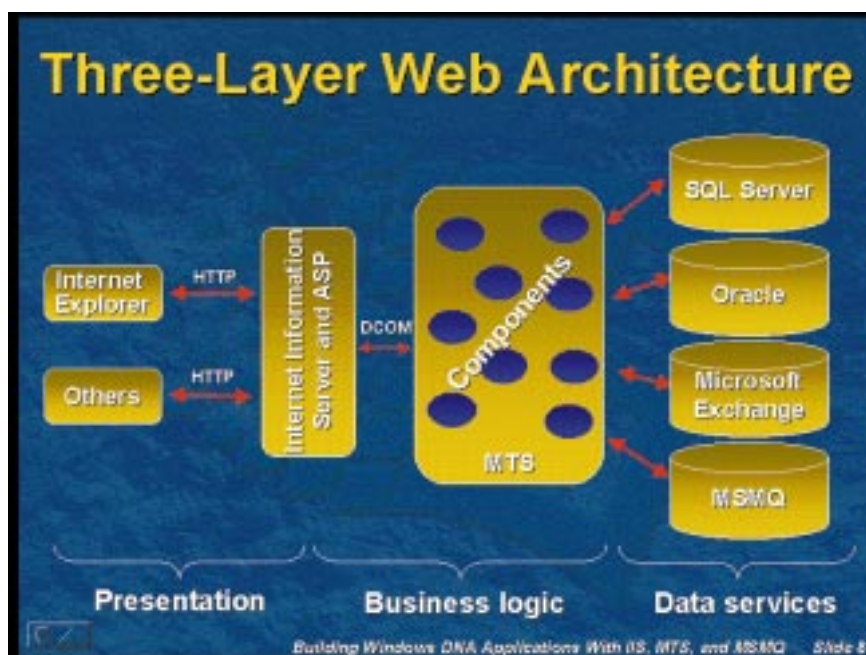 Three-Layer Web Architecture
SQL Server
Internet
Explorer
HTTP
Internet Information
Server and ASP
DCOM
Components
Oracle
Others
HTTP
Microsoft
Exchange
MTS
MSMQ
Presentation
Business logic
Data services
Building Windows DNA Applications With IIS, MTS, and MSMQ Slide